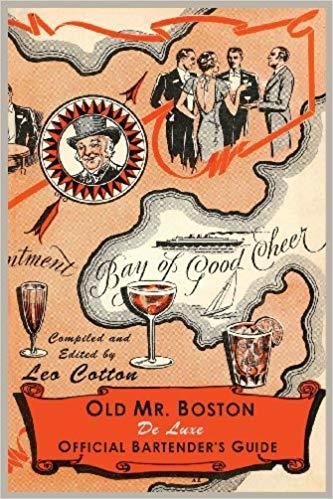 Bay of Good Cheer
ntment
Compiled and
Edited by
Leo Cotton
OLD MR. BOSTON
De Luxe
OFFICIAL BARTENDER'S GUIDE